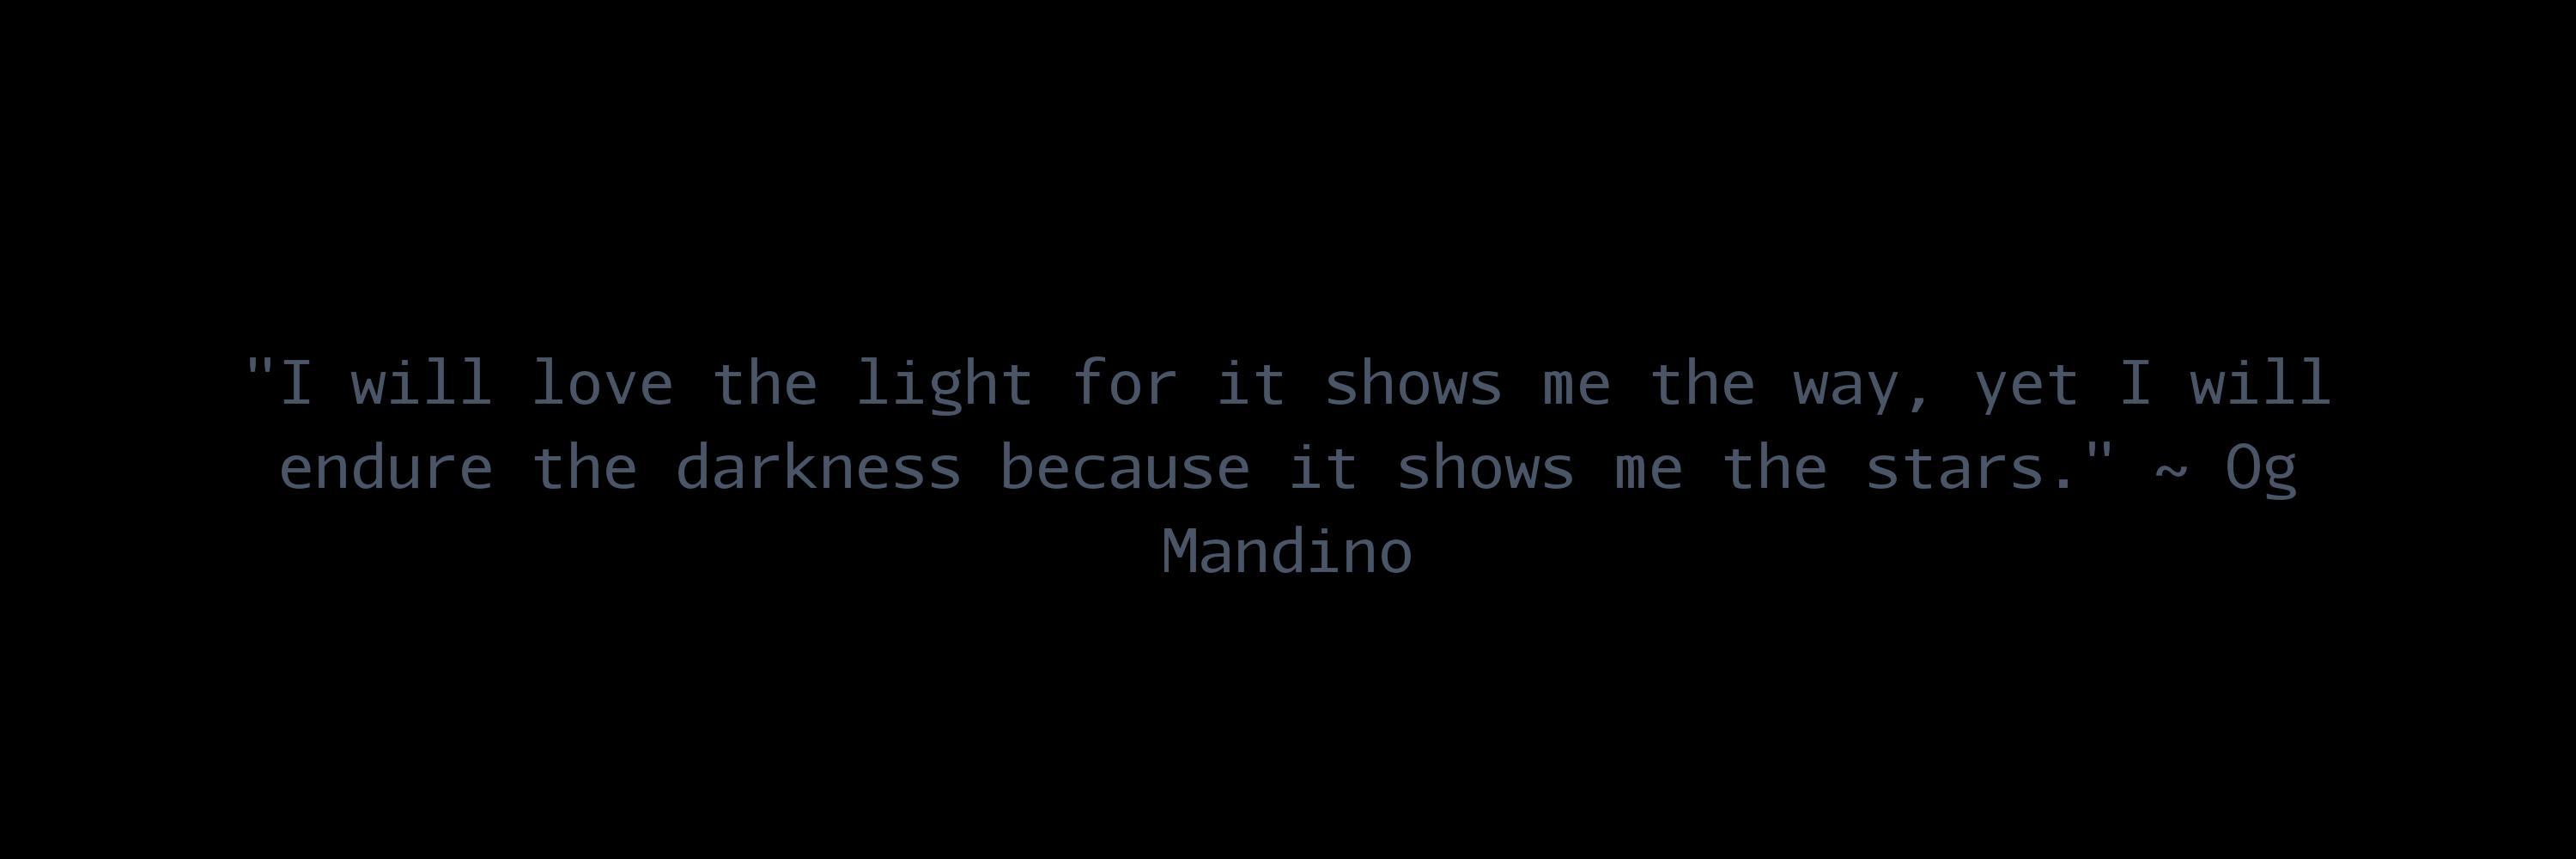 "I will love the light for it shows me the way, yet I will
endure the darkness because it shows me the stars." ~ Og
Mandino